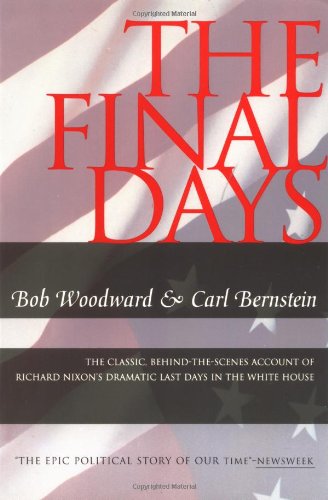 THE
FINAL
DAYS
Bob Woodward & Carl Bernstein
THE CLASSIC, BEHIND-THE-SCENES ACCOUNT OF
RICHARD NIXON'S DRAMATIC LAST DAYS IN THE WHITE HOUSE
"THE EPIC POLITICAL STORY OF OUR TIME"–NEWSWEEK